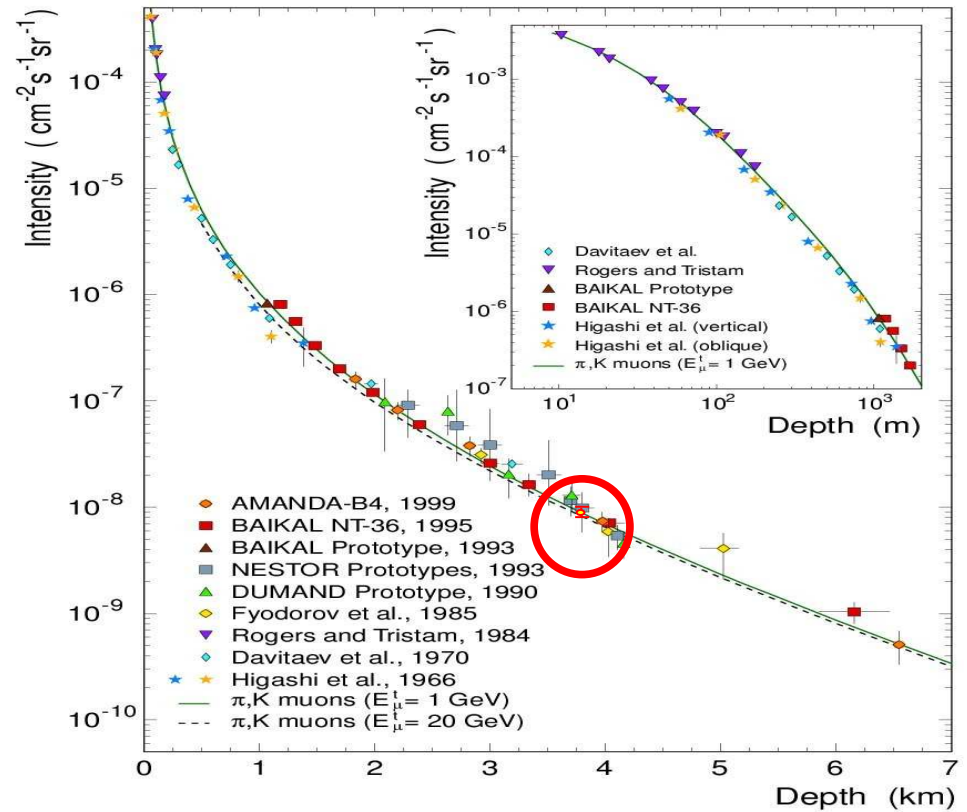 Intensity ( cm⁻²s⁻¹sr⁻¹)
10⁻⁴
10⁻⁵
10⁻⁶
10⁻⁷
10⁻⁸
10⁻⁹
10⁻¹⁰
0 1 2 3 4 5 6 7
Depth (km)
AMANDA-B4, 1999
BAIKAL NT-36, 1995
BAIKAL Prototype, 1993
NESTOR Prototypes, 1993
DUMAND Prototype, 1990
Fyodorov et al., 1985
Rogers and Tristam, 1984
Davitaev et al., 1970
Higashi et al., 1966
π,K muons (Eᵗμ= 1 GeV)
π,K muons (Eᵗμ= 20 GeV)
Intensity ( cm⁻²s⁻¹sr⁻¹)
10⁻³
10⁻⁴
10⁻⁵
10⁻⁶
10⁻⁷
Davitaev et al.
Rogers and Tristam
BAIKAL Prototype
BAIKAL NT-36
Higashi et al. (vertical)
Higashi et al. (oblique)
π,K muons (Eᵗμ= 1 GeV)
10¹ 10² 10³
Depth (m)